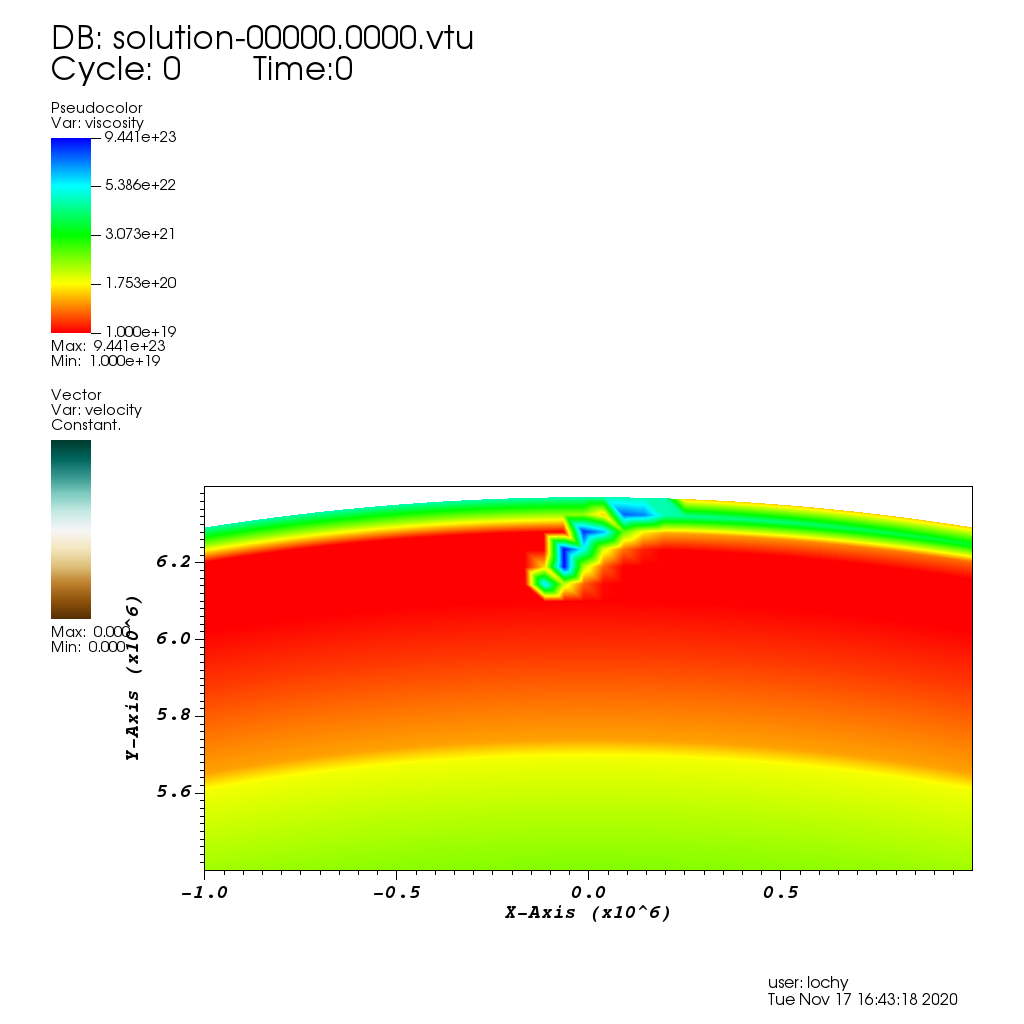 DB: solution-00000.0000.vtu
Cycle: 0 Time:0
Pseudocolor
Var: viscosity
9.441e+23
5.386e+22
3.073e+21
1.753e+20
1.000e+19
Max: 9.441e+23
Min: 1.000e+19
Vector
Var: velocity
Constant.
Max: 0.000
Min: 0.000
Y-Axis (x10^6)
6.2
6.0
5.8
5.6
-1.0 -0.5 0.0 0.5
X-Axis (x10^6)
user: lochy
Tue Nov 17 16:43:18 2020